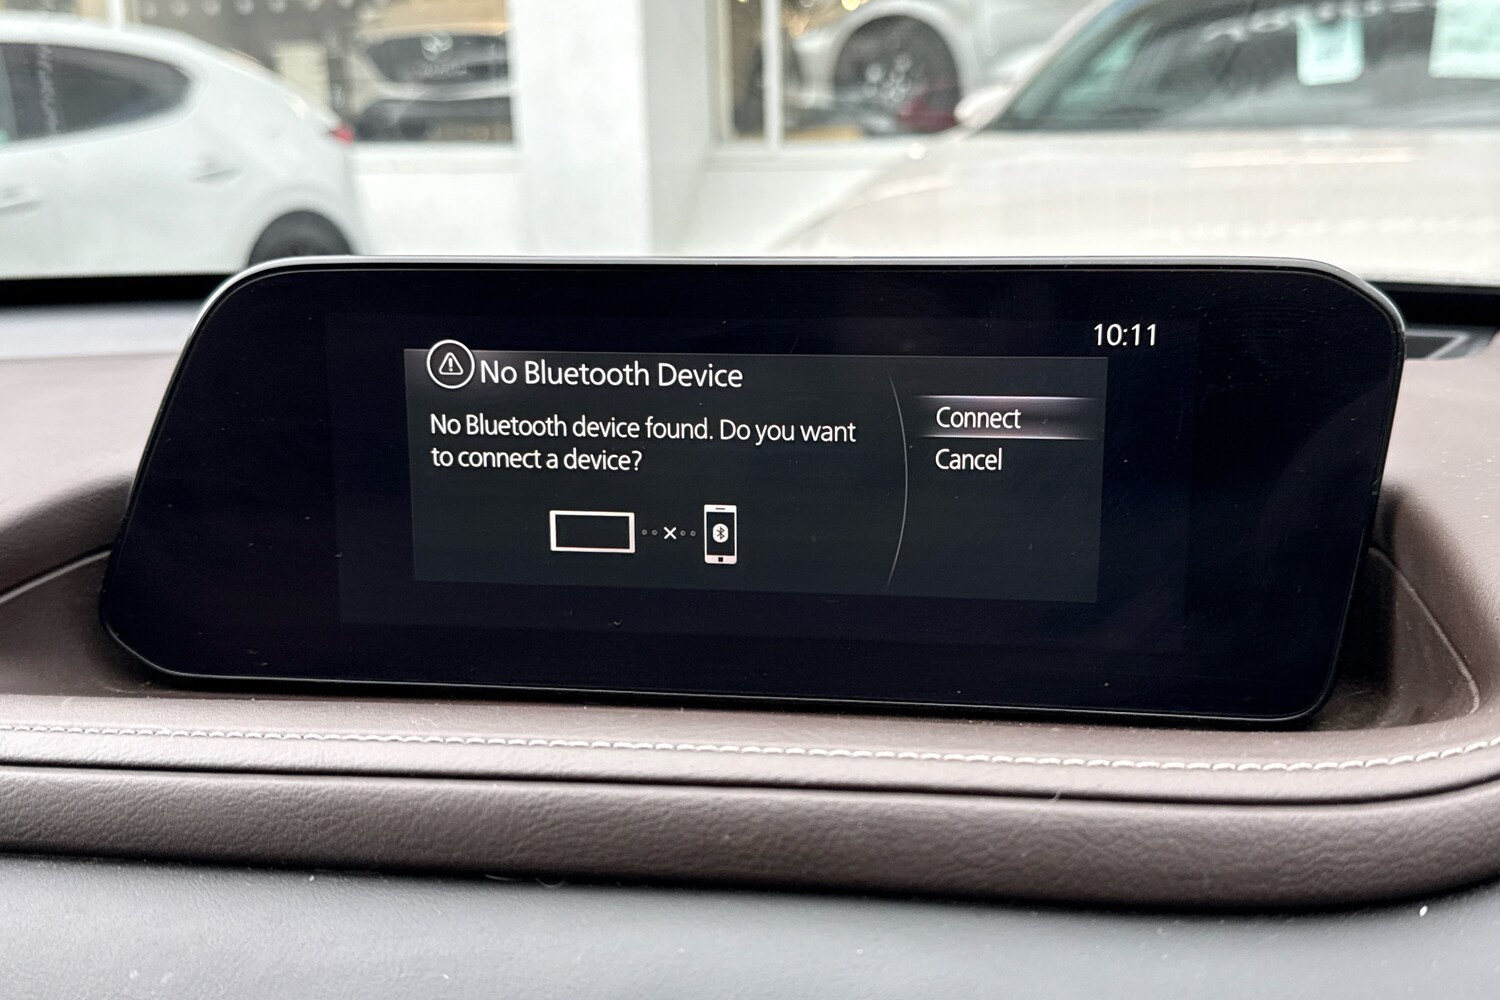 10:11
No Bluetooth Device
No Bluetooth device found. Do you want
to connect a device?
Connect
Cancel